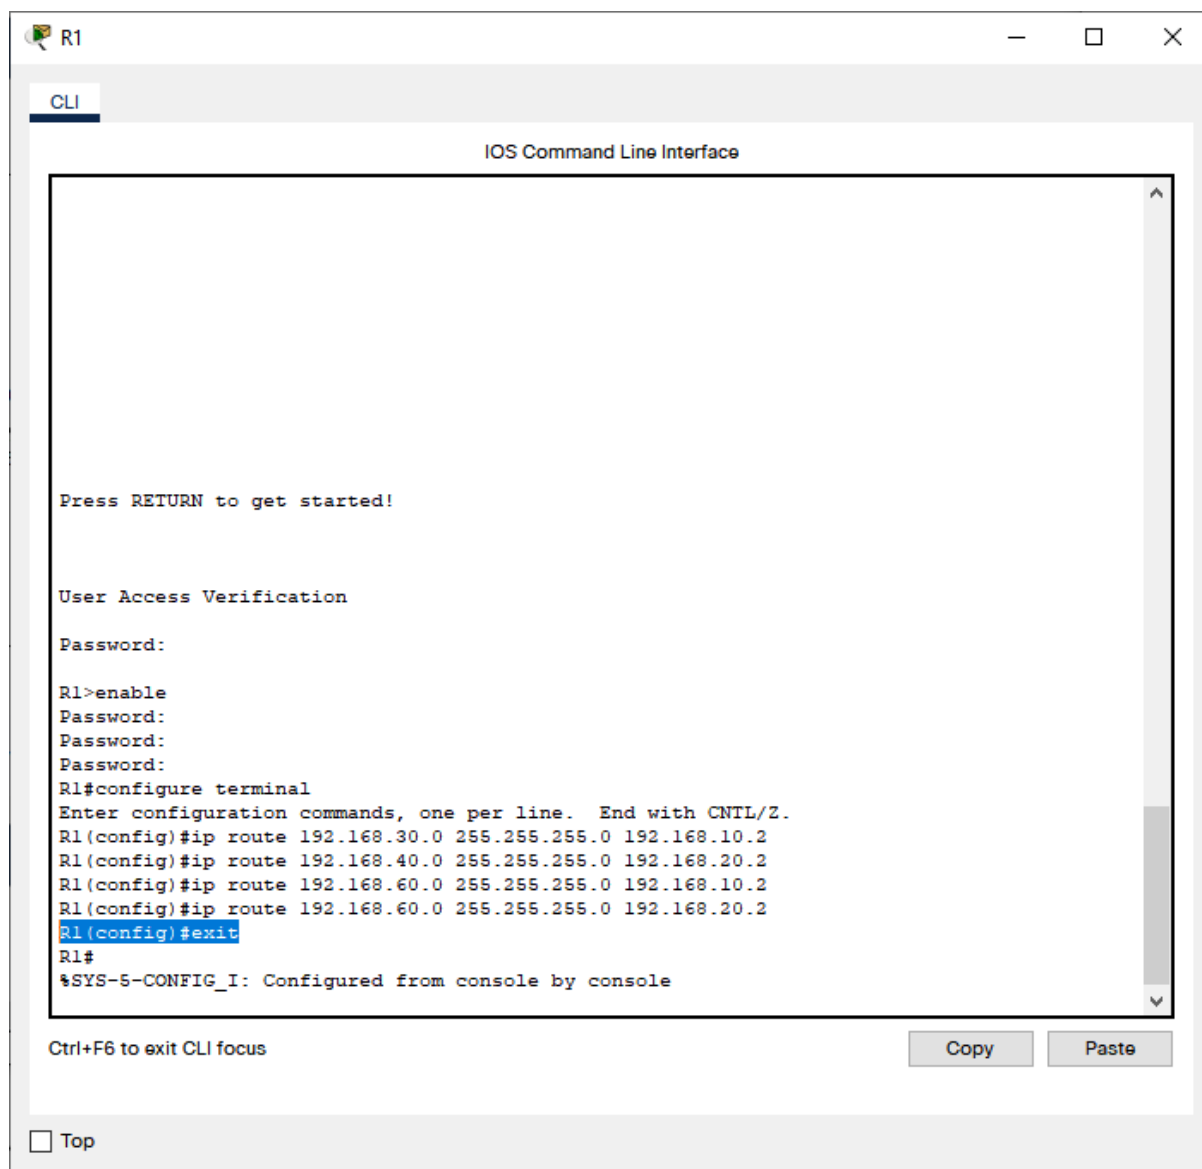 R1
CLI
IOS Command Line Interface
Press RETURN to get started!
User Access Verification
Password:
R1>enable
Password:
Password:
Password:
R1#configure terminal
Enter configuration commands, one per line.  End with CNTL/Z.
R1(config)#ip route 192.168.30.0 255.255.255.0 192.168.10.2
R1(config)#ip route 192.168.40.0 255.255.255.0 192.168.20.2
R1(config)#ip route 192.168.60.0 255.255.255.0 192.168.10.2
R1(config)#ip route 192.168.60.0 255.255.255.0 192.168.20.2
R1(config)#exit
R1#
%SYS-5-CONFIG_I: Configured from console by console
Ctrl+F6 to exit CLI focus
Copy
Paste
Top